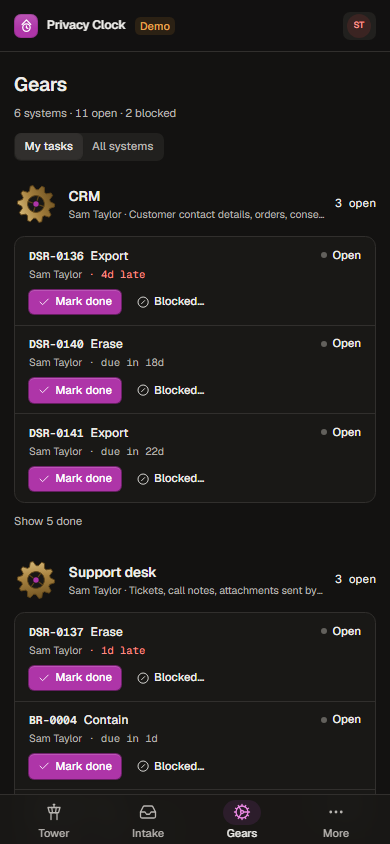 Privacy Clock Demo ST
Gears
6 systems · 11 open · 2 blocked
My tasks All systems
CRM
3 open
Sam Taylor · Customer contact details, orders, conse...
DSR-0136 Export Open
Sam Taylor · 4d late
Mark done Blocked...
DSR-0140 Erase Open
Sam Taylor · due in 18d
Mark done Blocked...
DSR-0141 Export Open
Sam Taylor · due in 22d
Mark done Blocked...
Show 5 done
Support desk
3 open
Sam Taylor · Tickets, call notes, attachments sent by...
DSR-0137 Erase Open
Sam Taylor · 1d late
Mark done Blocked...
BR-0004 Contain Open
Sam Taylor · due in 1d
Mark done Blocked...
Tower Intake Gears More